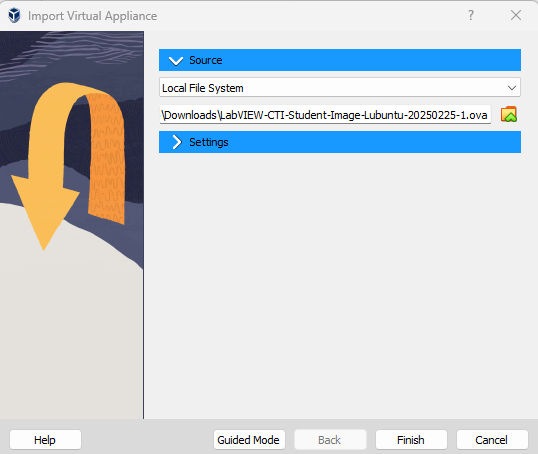 Import Virtual Appliance
?
Source
Local File System
\Downloads\LabVIEW-CTI-Student-Image-Lubuntu-20250225-1.ova
Settings
Help
Guided Mode
Back
Finish
Cancel